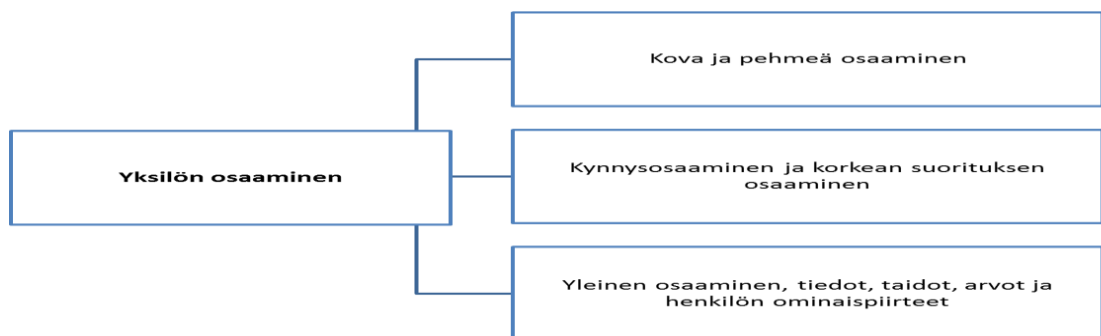 Yksilön osaaminen
Kova ja pehmeä osaaminen
Kynnysosaaminen ja korkean suorituksen
osaaminen
Yleinen osaaminen, tiedot, taidot, arvot ja
henkilön ominaispiirteet